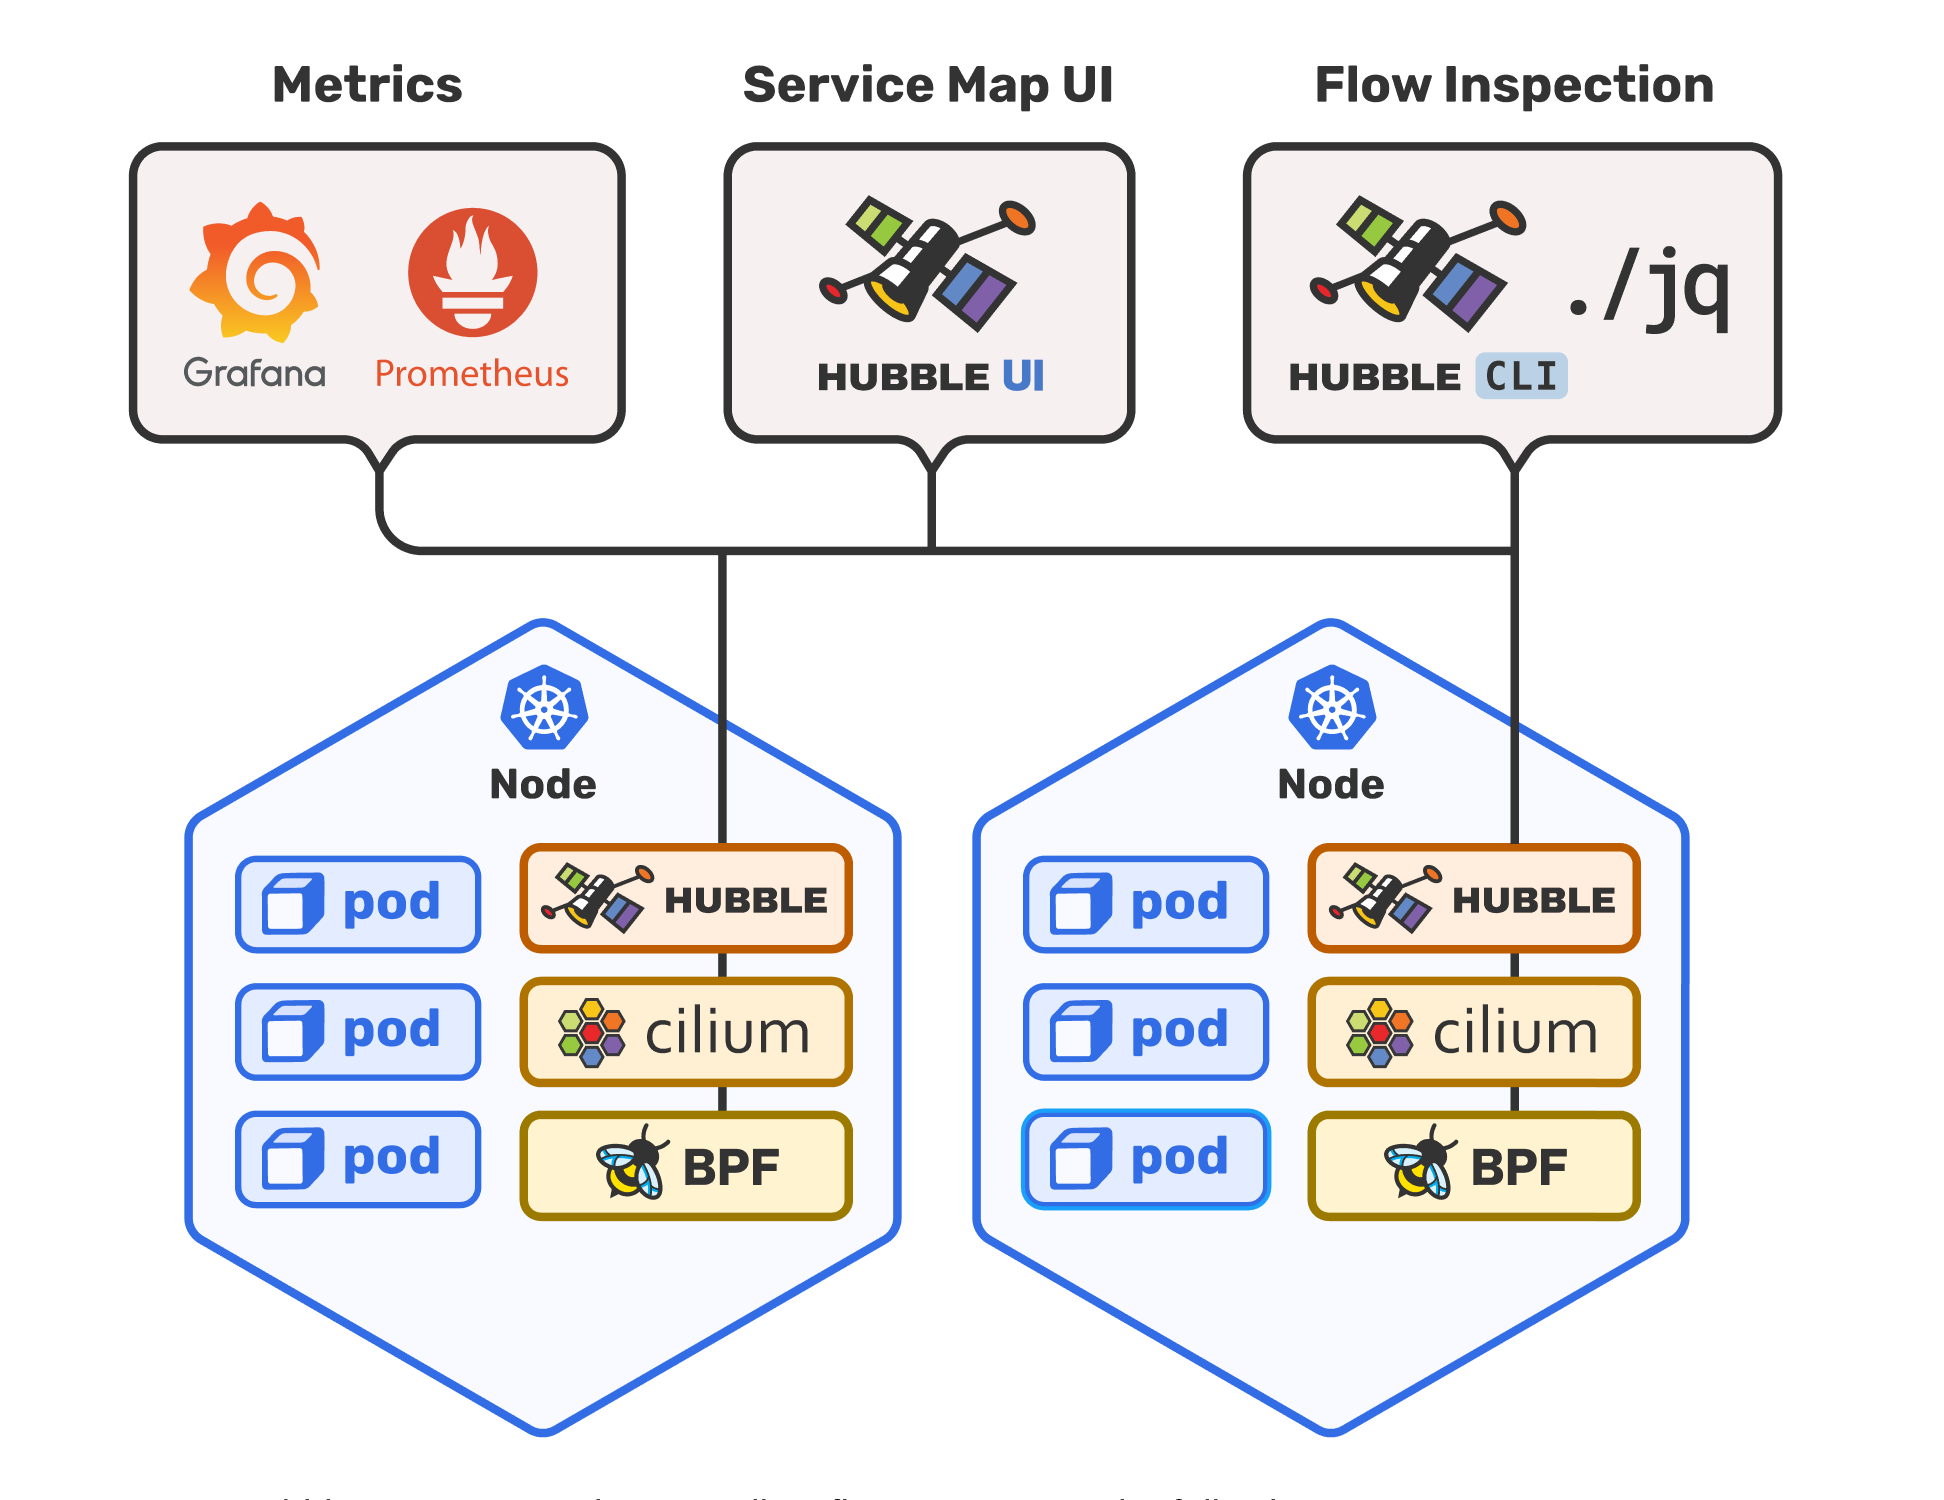 Metrics
Service Map UI
Flow Inspection
Grafana
Prometheus
HUBBLE UI
HUBBLE CLI
./jq
Node
pod
HUBBLE
pod
cilium
pod
BPF
Node
pod
HUBBLE
pod
cilium
pod
BPF